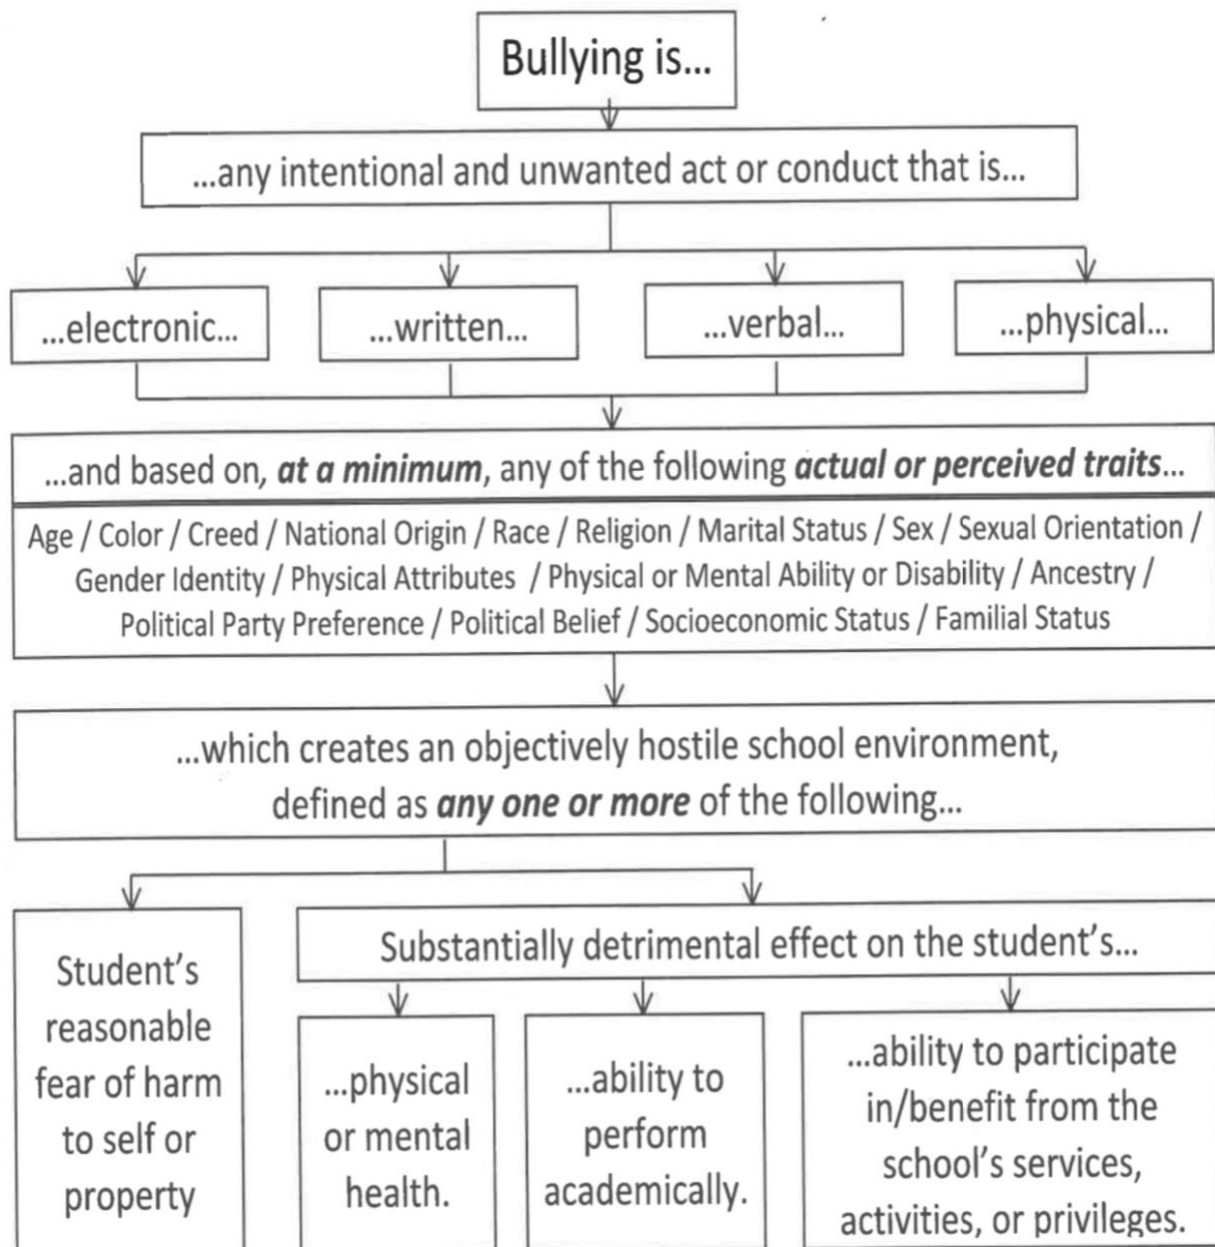 Bullying is...
...any intentional and unwanted act or conduct that is...
...electronic...
...written...
...verbal...
...physical...
...and based on, at a minimum, any of the following actual or perceived traits...
Age / Color / Creed / National Origin / Race / Religion / Marital Status / Sex / Sexual Orientation /
Gender Identity / Physical Attributes / Physical or Mental Ability or Disability / Ancestry /
Political Party Preference / Political Belief / Socioeconomic Status / Familial Status
...which creates an objectively hostile school environment,
defined as any one or more of the following...
Student's
reasonable
fear of harm
to self or
property
Substantially detrimental effect on the student's...
...physical
or mental
health.
...ability to
perform
academically.
...ability to participate
in/benefit from the
school's services,
activities, or privileges.